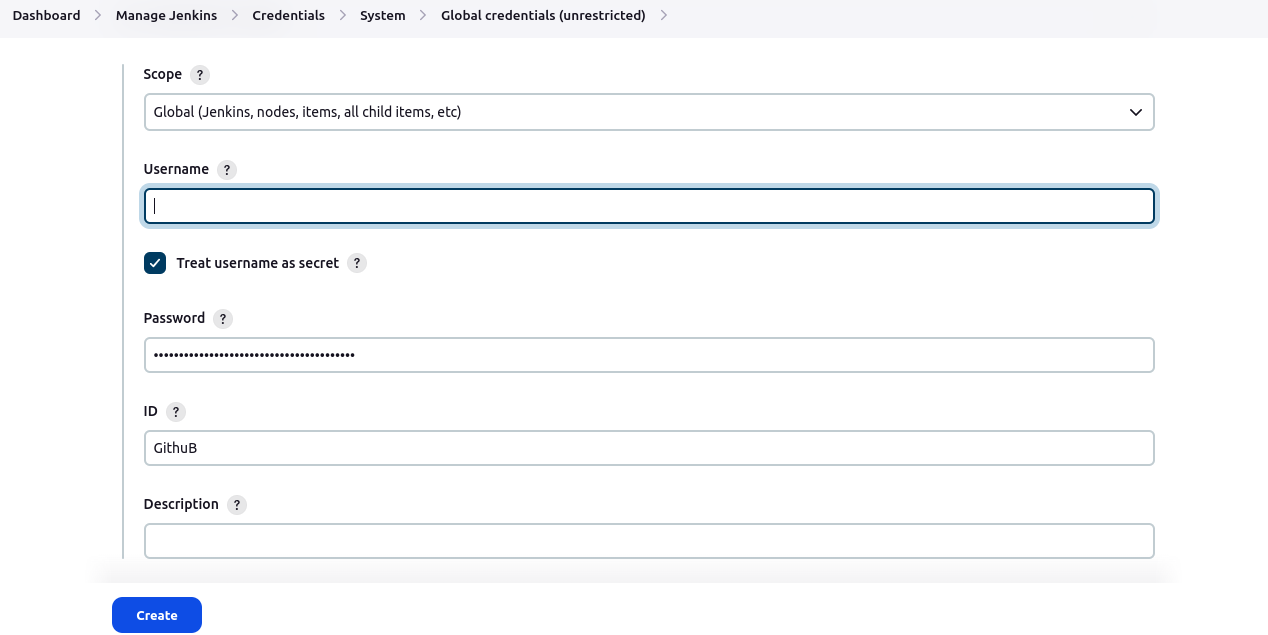 Dashboard > Manage Jenkins > Credentials > System > Global credentials (unrestricted) >
Scope ?
Global (Jenkins, nodes, items, all child items, etc)
Username ?
Treat username as secret ?
Password ?
••••••••••••••••••••••••••••••••••••••••
ID ?
GithuB
Description ?
Create